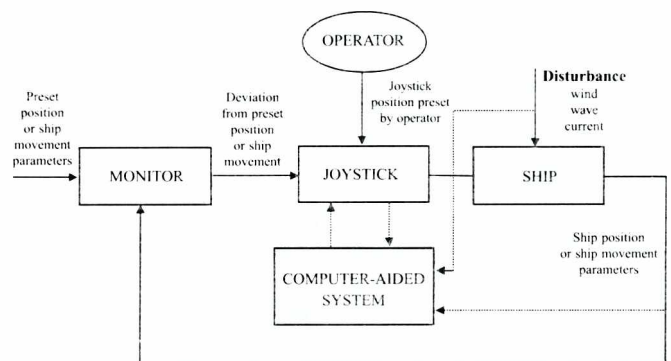 OPERATOR
Preset
position
or ship
movement
parameters
Deviation
from preset
position
or ship
movement
Joystick
position preset
by operator
Disturbance
wind
wave
current
MONITOR
JOYSTICK
SHIP
COMPUTER-AIDED
SYSTEM
Ship position
or ship movement
parameters